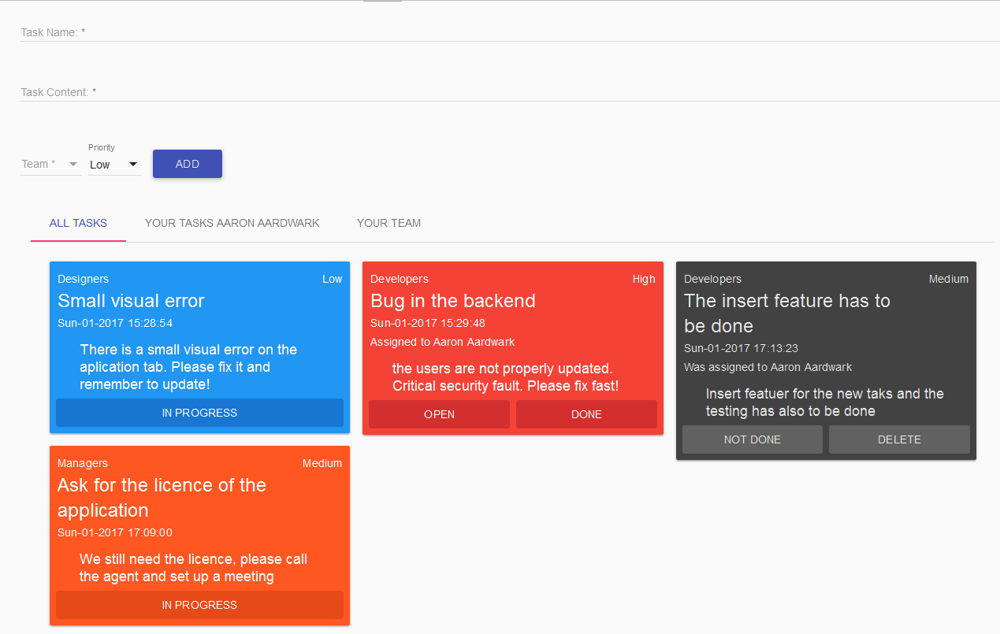 Task Name: *
Task Content: *
Priority
Team *
Low
ADD
ALL TASKS
YOUR TASKS AARON AARDWARK
YOUR TEAM
Designers
Low
Small visual error
Sun-01-2017 15:28:54
There is a small visual error on the
aplication tab. Please fix it and
remember to update!
IN PROGRESS
Developers
High
Bug in the backend
Sun-01-2017 15:29:48
Assigned to Aaron Aardwark
the users are not properly updated.
Critical security fault. Please fix fast!
OPEN
DONE
Developers
Medium
The insert feature has to
be done
Sun-01-2017 17:13:23
Was assigned to Aaron Aardwark
Insert featuer for the new taks and the
testing has also to be done
NOT DONE
DELETE
Managers
Medium
Ask for the licence of the
application
Sun-01-2017 17:09:00
We still need the licence, please call
the agent and set up a meeting
IN PROGRESS